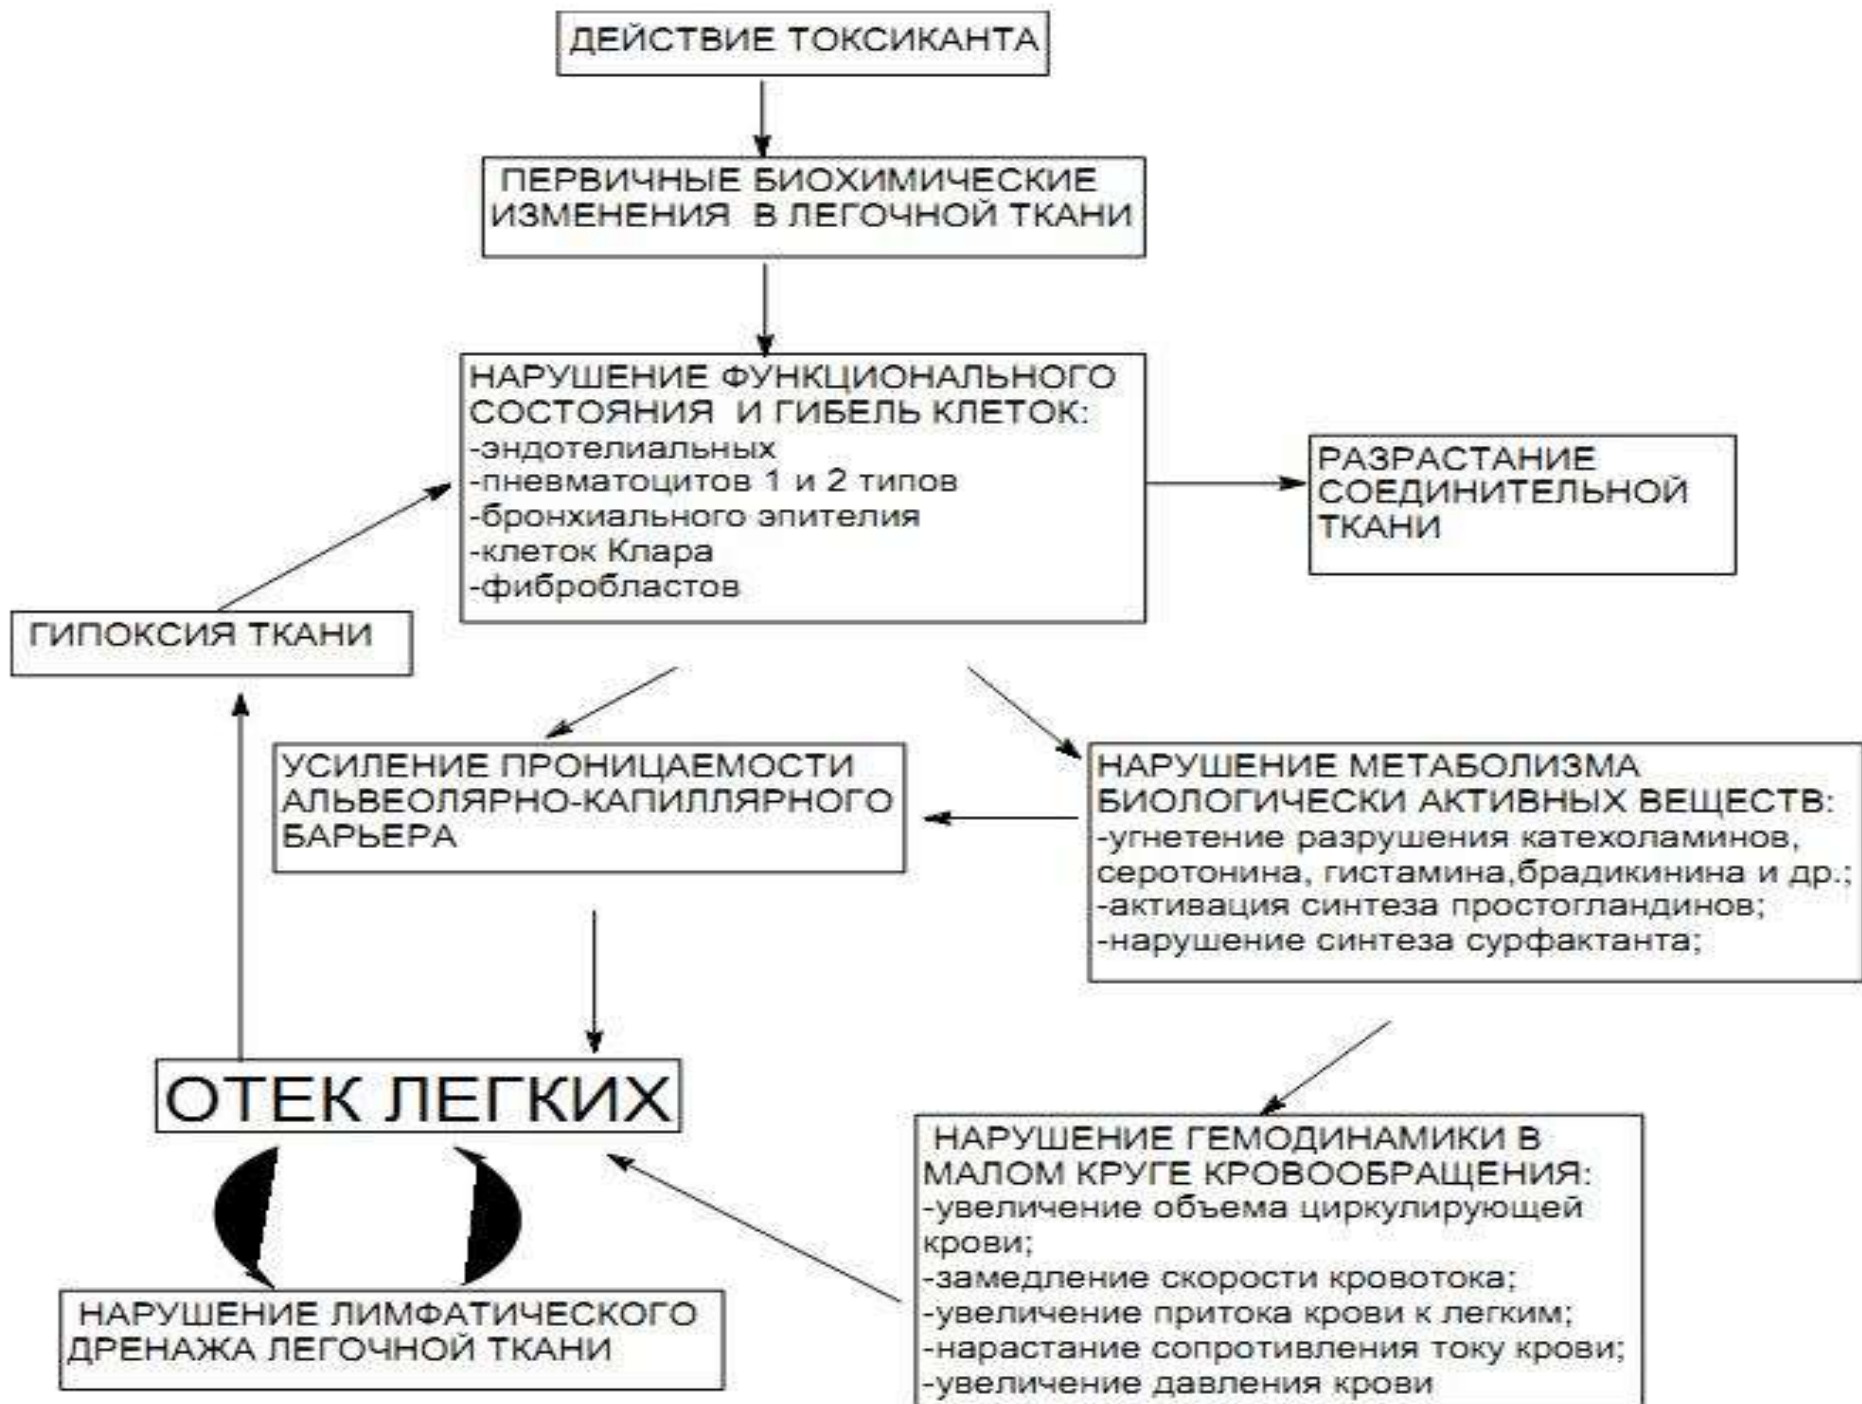 ДЕЙСТВИЕ ТОКСИКАНТА
ПЕРВИЧНЫЕ БИОХИМИЧЕСКИЕ
ИЗМЕНЕНИЯ В ЛЕГОЧНОЙ ТКАНИ
НАРУШЕНИЕ ФУНКЦИОНАЛЬНОГО
СОСТОЯНИЯ И ГИБЕЛЬ КЛЕТОК:
-эндотелиальных
-пневматоцитов 1 и 2 типов
-бронхиального эпителия
-клеток Клара
-фибробластов
РАЗРАСТАНИЕ
СОЕДИНИТЕЛЬНОЙ
ТКАНИ
ГИПОКСИЯ ТКАНИ
УСИЛЕНИЕ ПРОНИЦАЕМОСТИ
АЛЬВЕОЛЯРНО-КАПИЛЛЯРНОГО
БАРЬЕРА
НАРУШЕНИЕ МЕТАБОЛИЗМА
БИОЛОГИЧЕСКИ АКТИВНЫХ ВЕЩЕСТВ:
-угнетение разрушения катехоламинов,
серотонина, гистамина,брадикинина и др.;
-активация синтеза простогландинов;
-нарушение синтеза сурфактанта;
ОТЕК ЛЕГКИХ
НАРУШЕНИЕ ГЕМОДИНАМИКИ В
МАЛОМ КРУГЕ КРОВООБРАЩЕНИЯ:
-увеличение объема циркулирующей
крови;
-замедление скорости кровотока;
-увеличение притока крови к легким;
-нарастание сопротивления току крови;
-увеличение давления крови
НАРУШЕНИЕ ЛИМФАТИЧЕСКОГО
ДРЕНАЖА ЛЕГОЧНОЙ ТКАНИ